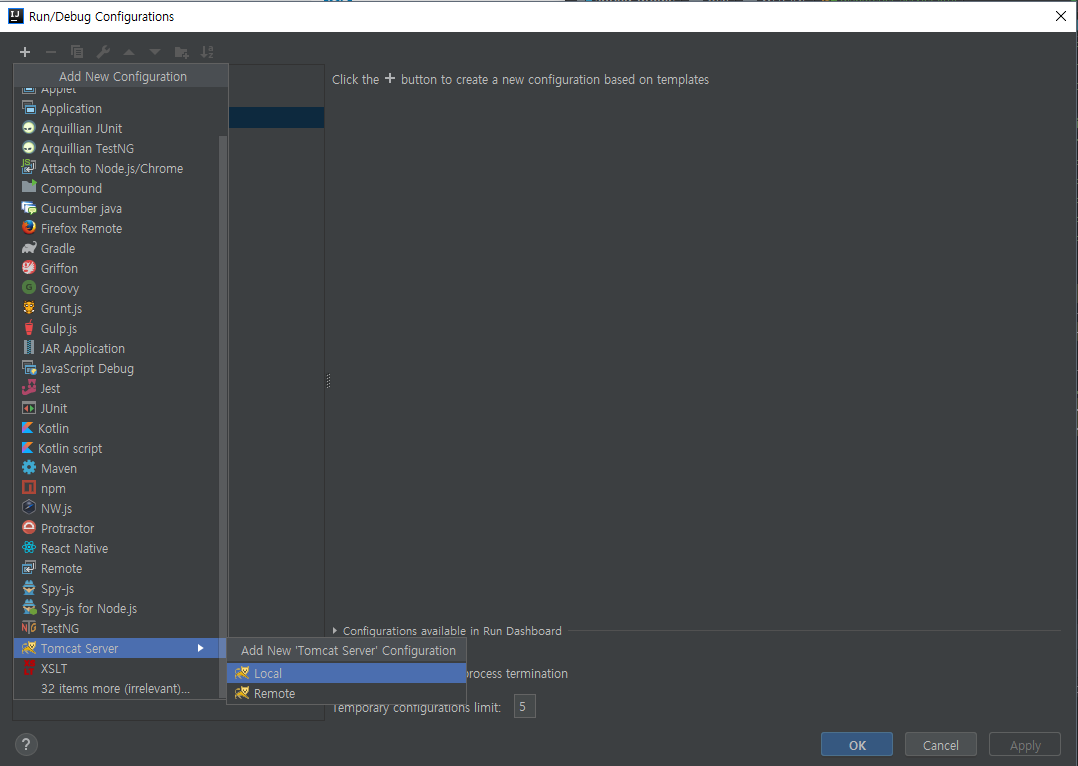 IJ Run/Debug Configurations
Add New Configuration
Click the + button to create a new configuration based on templates
Applet
Application
Arquillian JUnit
Arquillian TestNG
Attach to Node.js/Chrome
Compound
Cucumber java
Firefox Remote
Gradle
Griffon
Groovy
Grunt.js
Gulp.js
JAR Application
JavaScript Debug
Jest
JUnit
Kotlin
Kotlin script
Maven
npm
NW.js
Protractor
React Native
Remote
Spy-js
Spy-js for Node.js
TestNG
Tomcat Server
XSLT
32 items more (irrelevant)...
Configurations available in Run Dashboard
Add New 'Tomcat Server' Configuration
Local
Remote
process termination
Temporary configurations limit: 5
? OK Cancel Apply